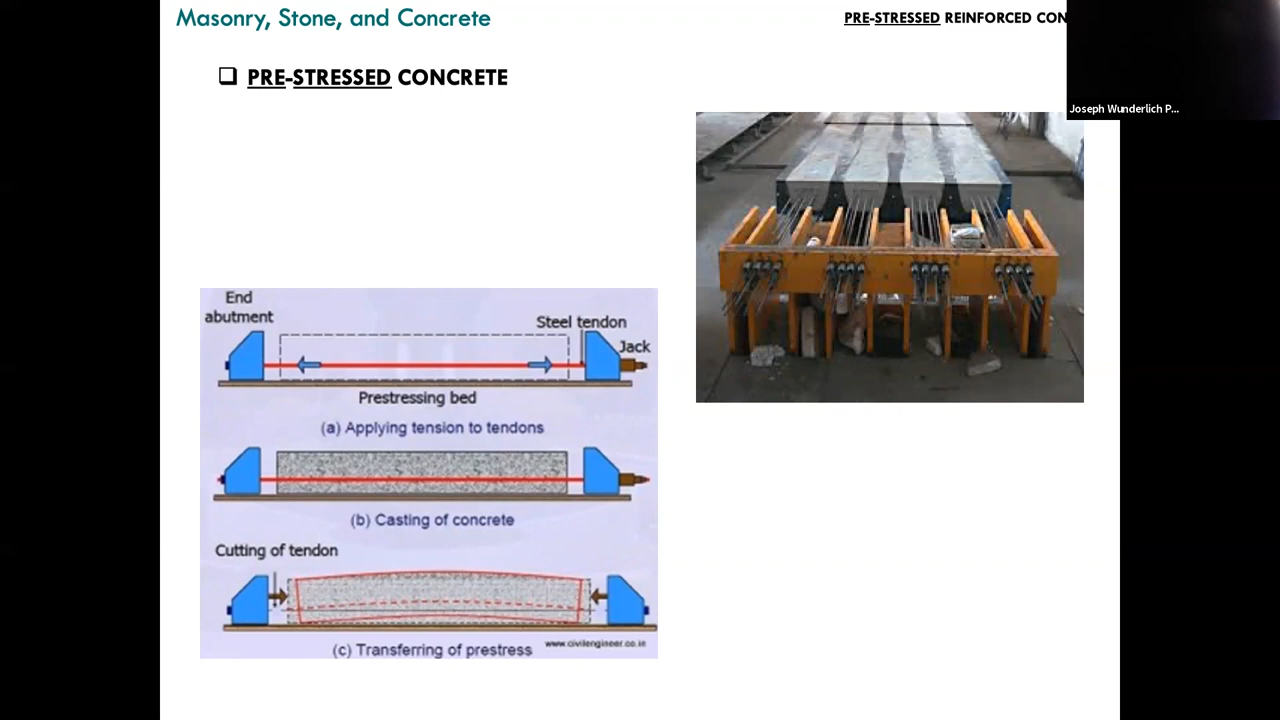 Masonry, Stone, and Concrete
PRE-STRESSED REINFORCED CON
Joseph Wunderlich P...
❑ PRE-STRESSED CONCRETE
End
abutment
Steel tendon
Jack
Prestressing bed
(a) Applying tension to tendons
(b) Casting of concrete
Cutting of tendon
www.civilengineer.co.in
(c) Transferring of prestress